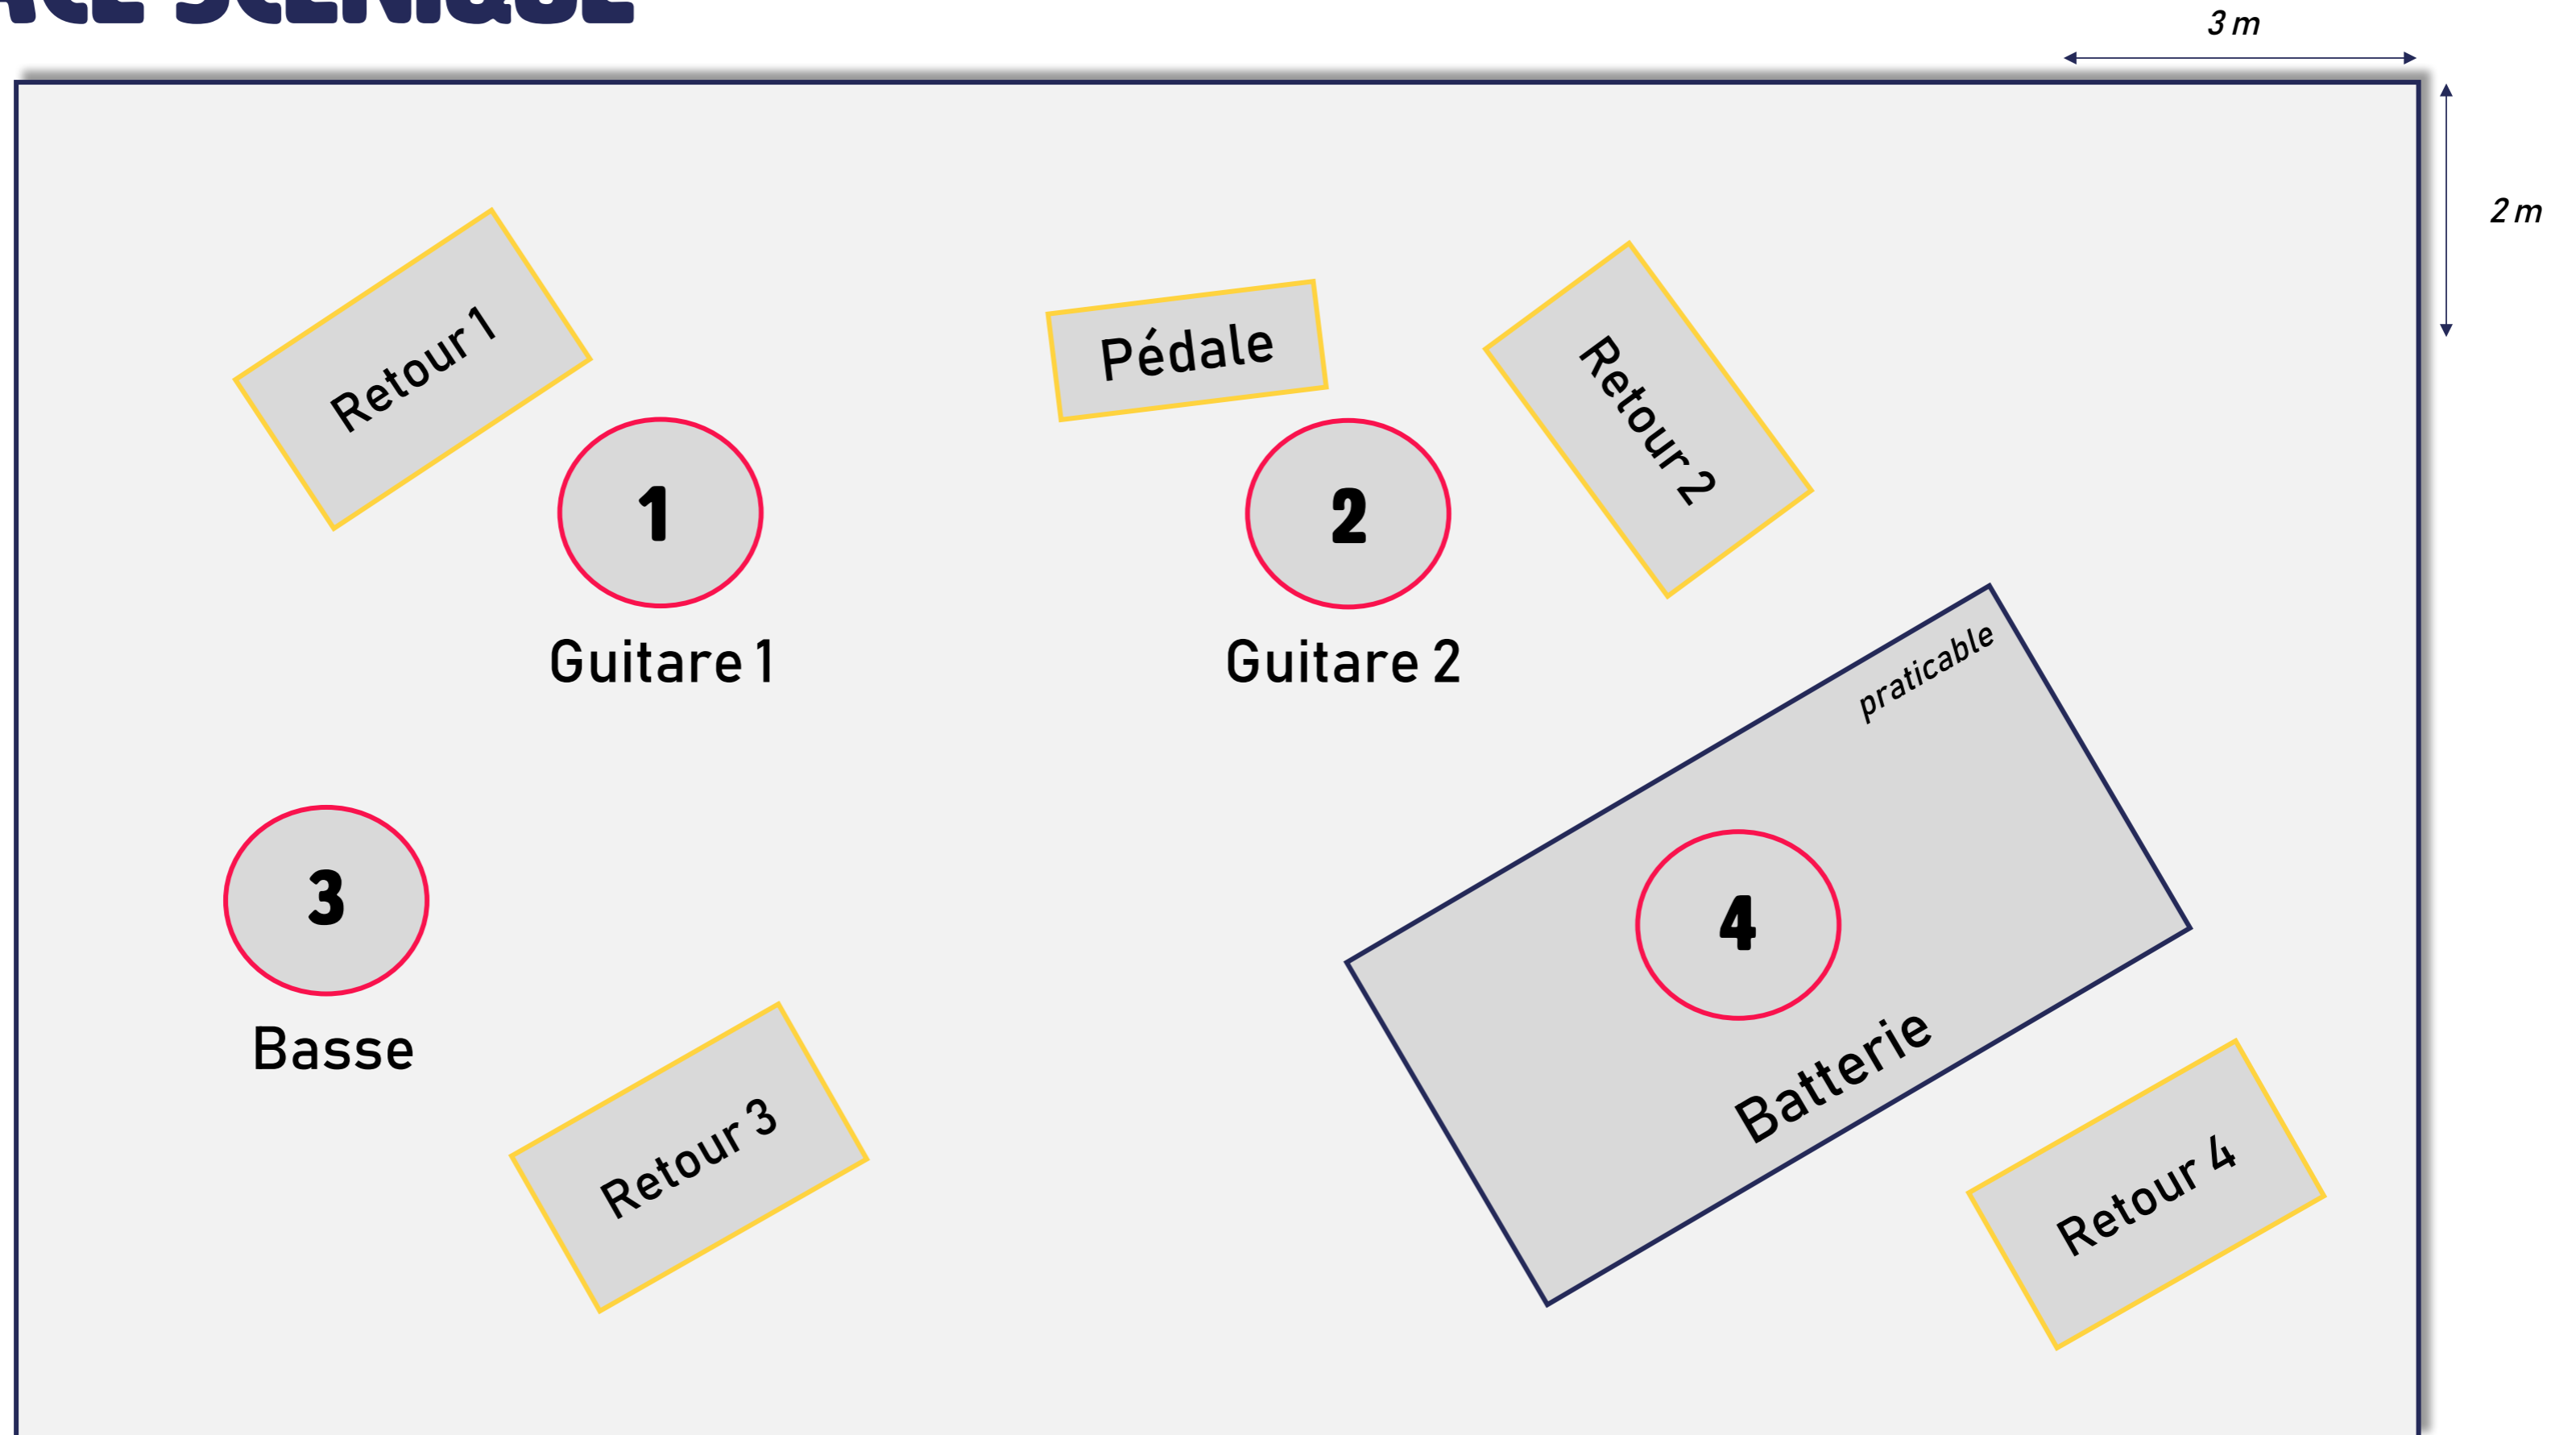 SCÉNIQUE
3 m
2 m
Retour 1
Pédale
Retour 2
1
2
Guitare 1
Guitare 2
praticable
3
4
Basse
Batterie
Retour 3
Retour 4